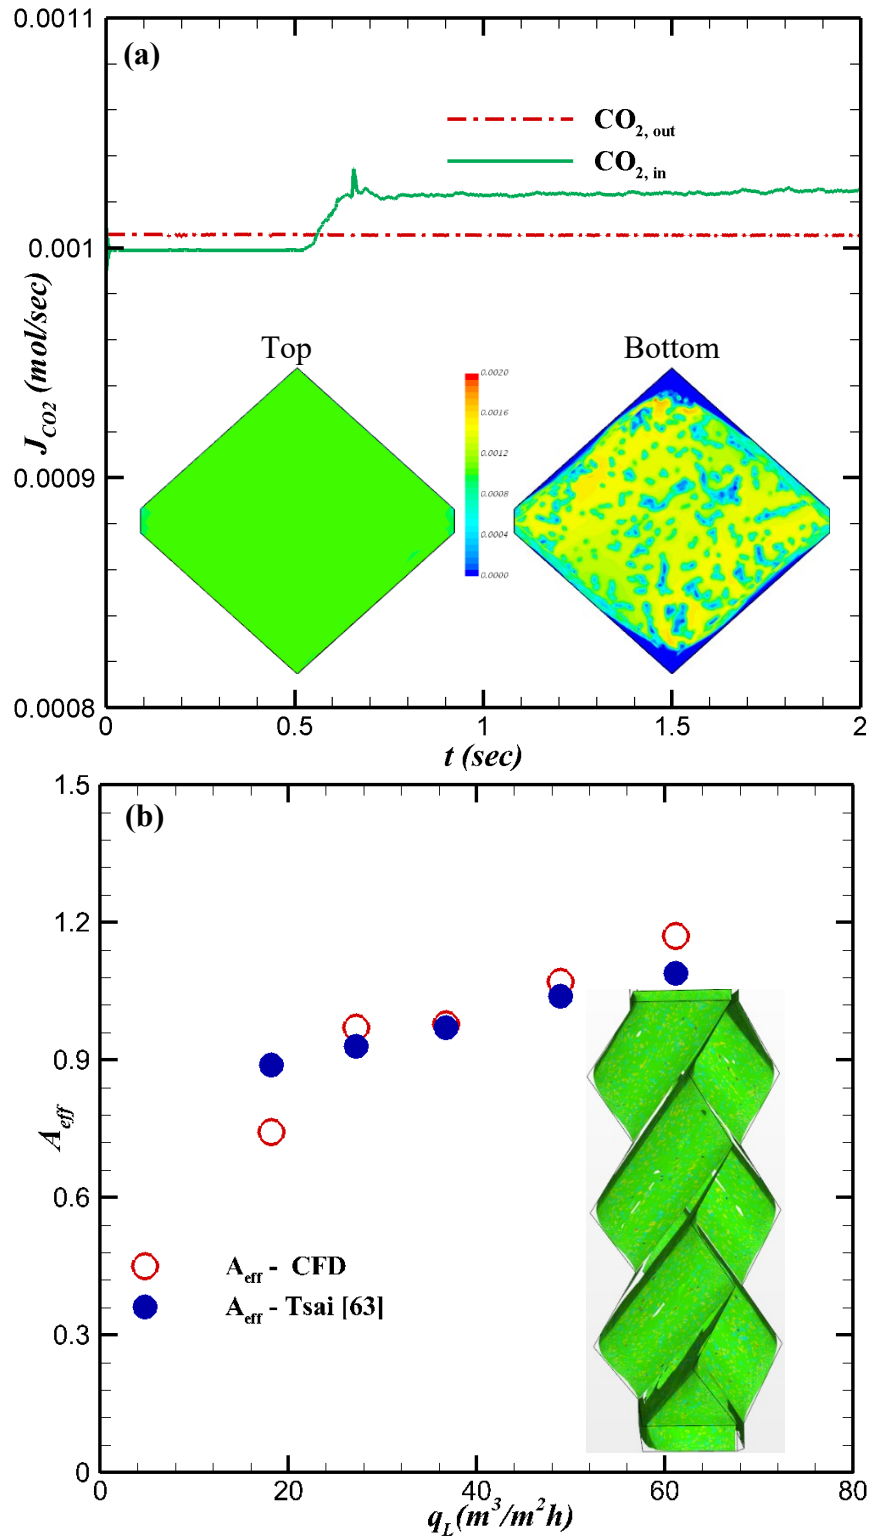 0.0011
(a)
CO2, out
CO2, in
0.001
JCO2 (mol/sec)
Top
Bottom
0.0020
0.0016
0.0012
0.0008
0.0004
0.0000
0.0009
0.0008
0
0.5
1
1.5
2
t (sec)
1.5
(b)
1.2
0.9
Aeff
0.6
Aeff - CFD
Aeff - Tsai [63]
0.3
0
0
20
40
60
80
qL(m3/m2h)